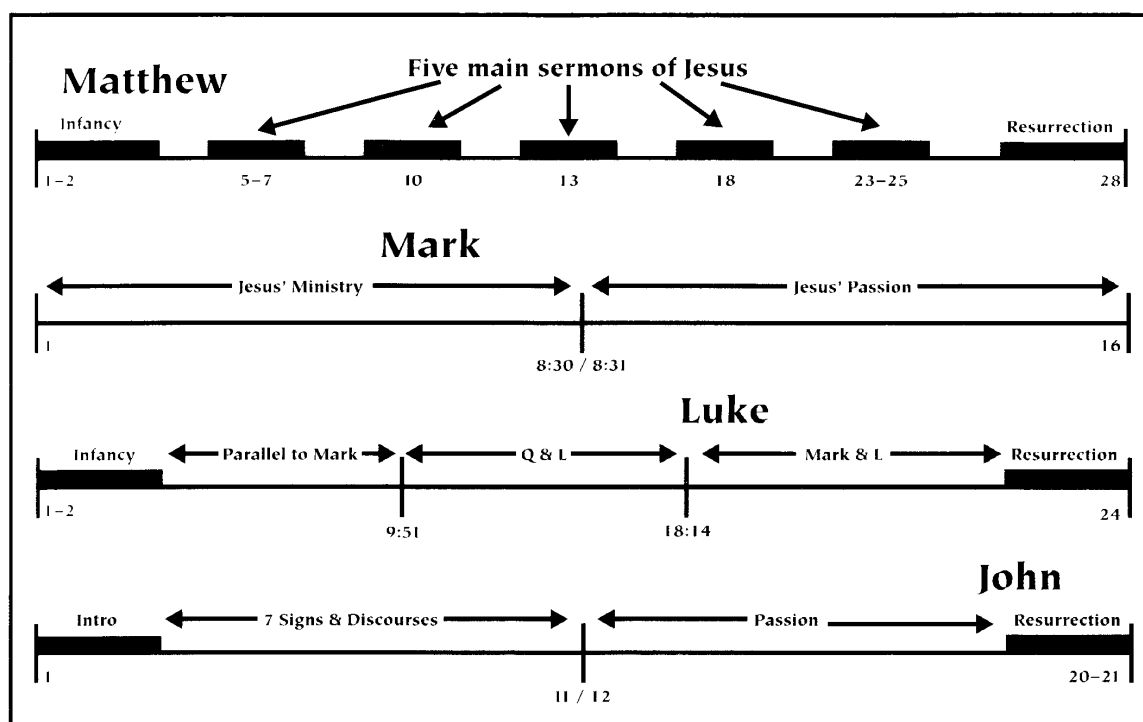 Matthew
Five main sermons of Jesus
Infancy
Resurrection
1–2
5–7
10
13
18
23–25
28
Mark
Jesus' Ministry
Jesus' Passion
1
8:30 / 8:31
16
Luke
Infancy
Parallel to Mark
Q & L
Mark & L
Resurrection
1–2
9:51
18:14
24
John
Intro
7 Signs & Discourses
Passion
Resurrection
1
11 / 12
20–21